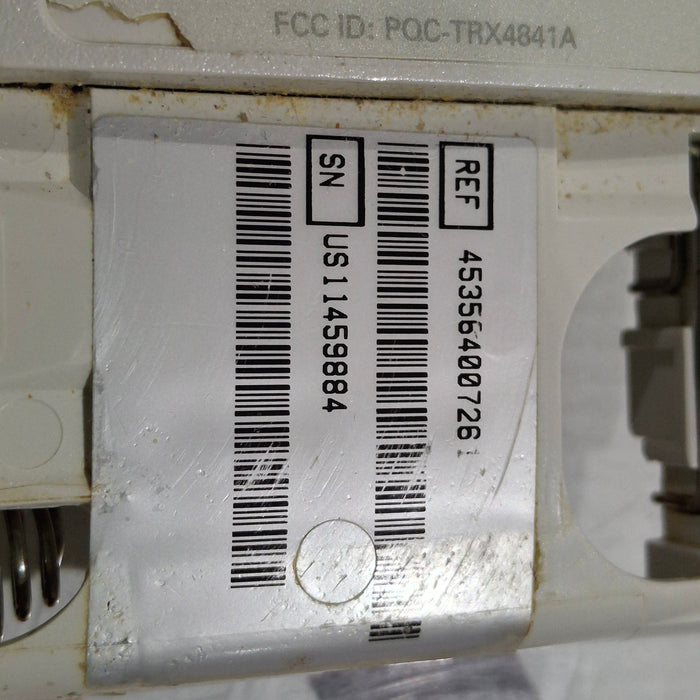 FCC ID: PQC-TRX4841A
REF 453564007261
SN US11459884